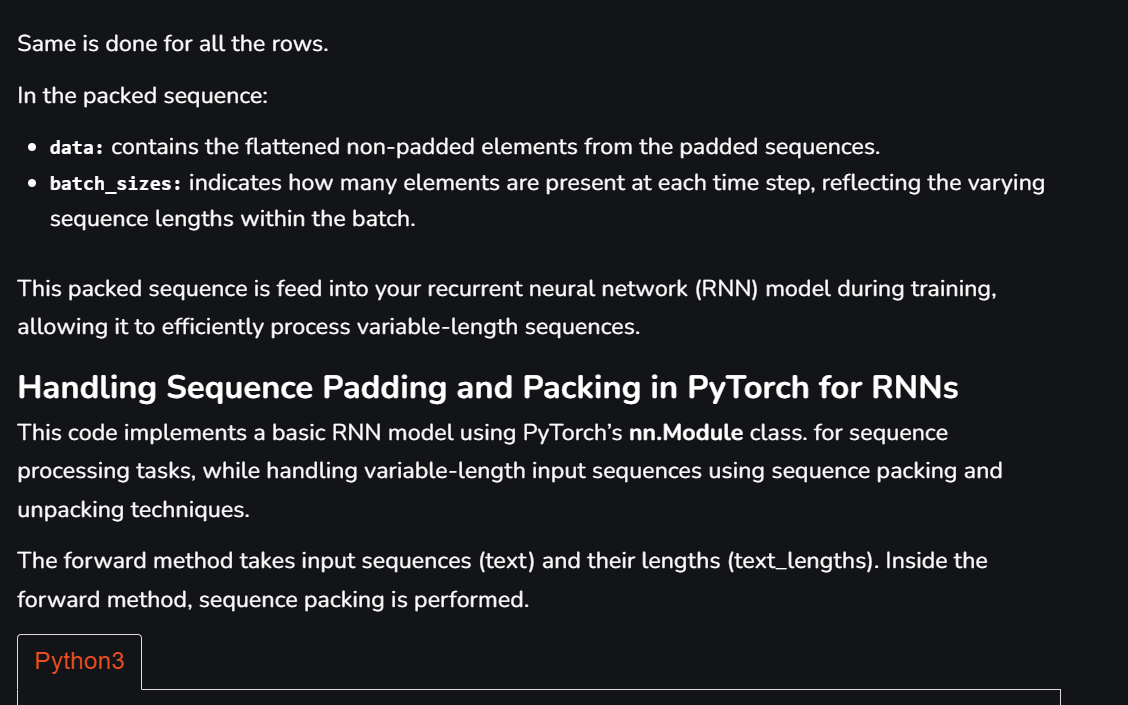 Same is done for all the rows.
In the packed sequence:
data: contains the flattened non-padded elements from the padded sequences.
batch_sizes: indicates how many elements are present at each time step, reflecting the varying
sequence lengths within the batch.
This packed sequence is feed into your recurrent neural network (RNN) model during training,
allowing it to efficiently process variable-length sequences.
Handling Sequence Padding and Packing in PyTorch for RNNs
This code implements a basic RNN model using PyTorch’s nn.Module class. for sequence
processing tasks, while handling variable-length input sequences using sequence packing and
unpacking techniques.
The forward method takes input sequences (text) and their lengths (text_lengths). Inside the
forward method, sequence packing is performed.
Python3